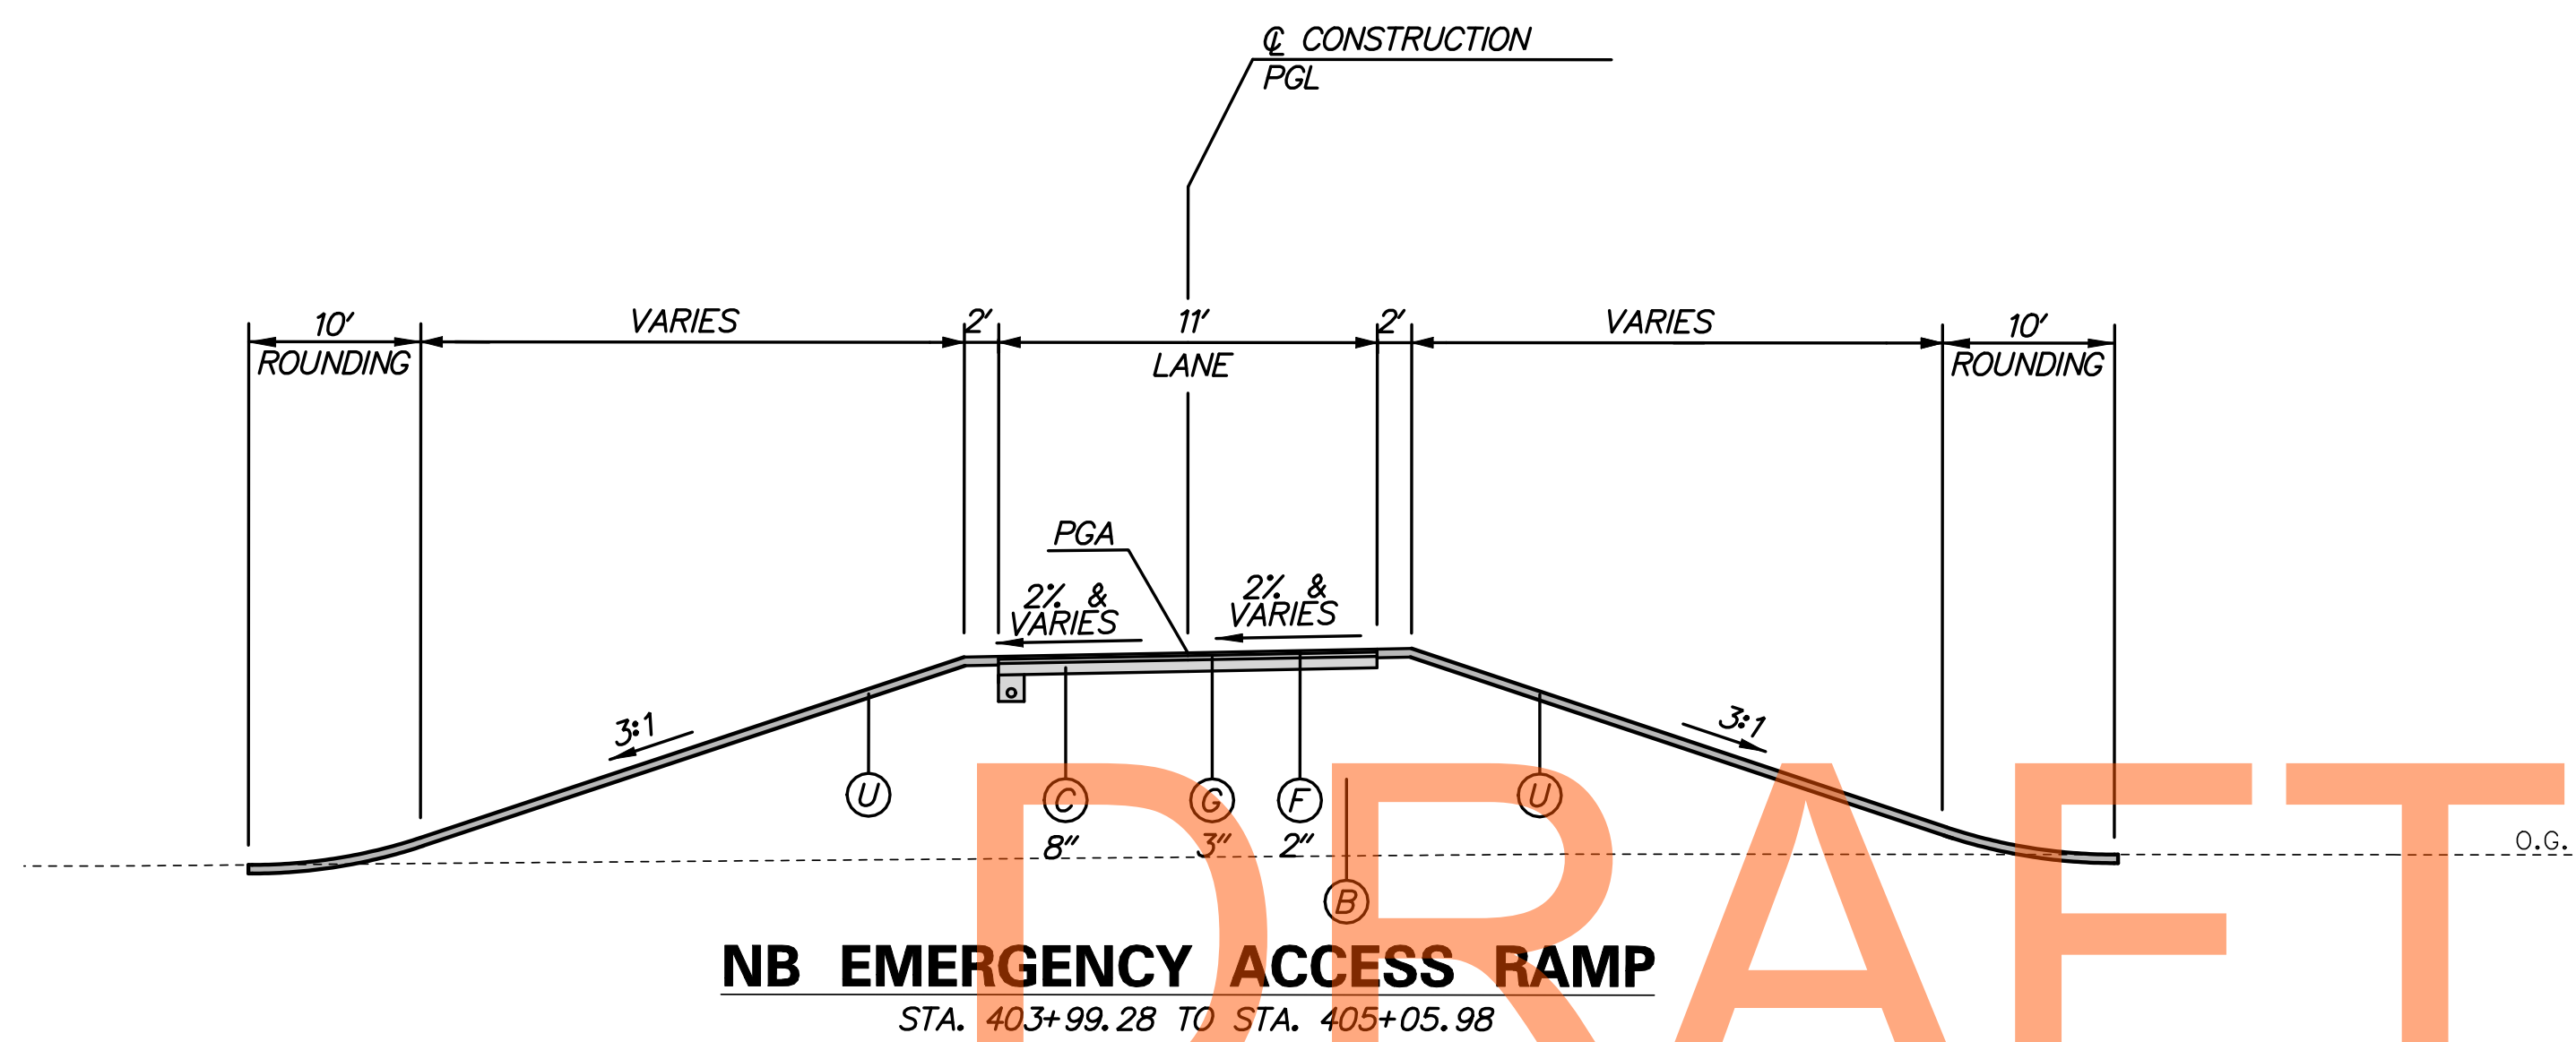 ℄ CONSTRUCTION
PGL
10' VARIES 2' 11' 2' VARIES 10'
ROUNDING LANE ROUNDING
PGA
2% & 2% &
VARIES VARIES
3:1 3:1
U C G F U
8" 3" 2"
O.G.
B
NB EMERGENCY ACCESS RAMP
STA. 403+99.28 TO STA. 405+05.98
DRAFT